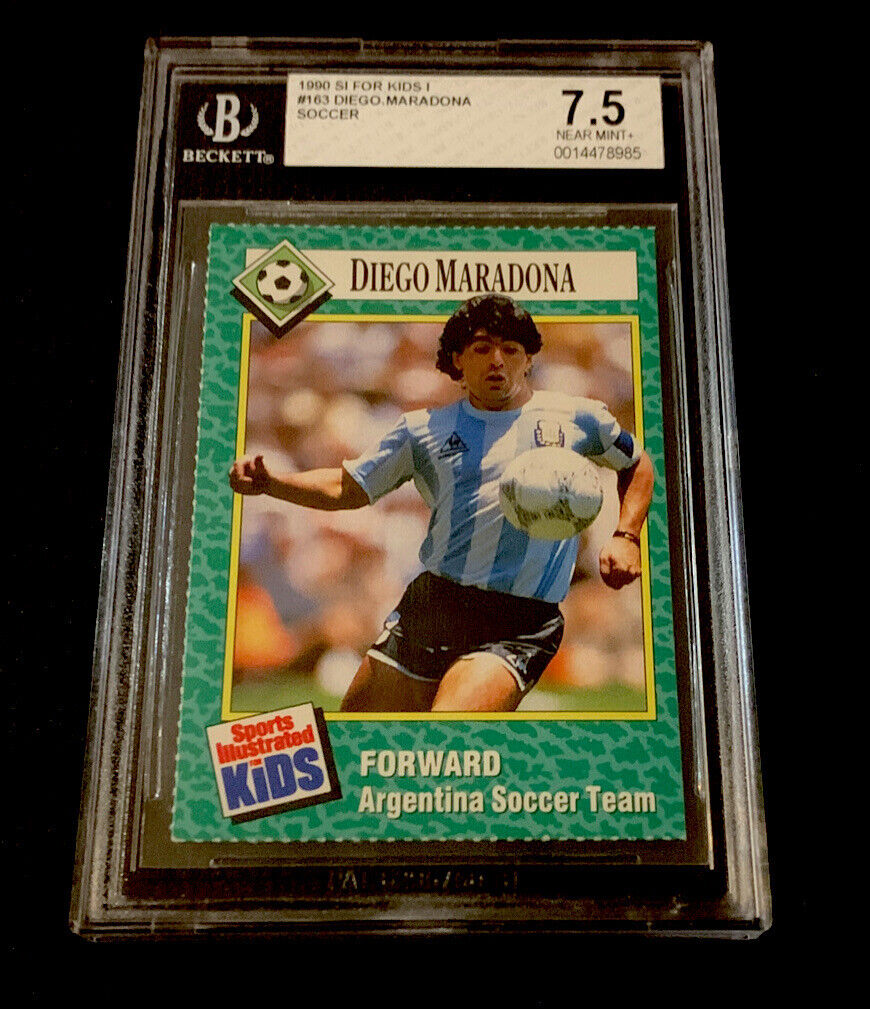 1990 SI FOR KIDS I
#163 DIEGO MARADONA
SOCCER
7.5
NEAR MINT+
0014478985
B
BECKETT®
DIEGO MARADONA
Sports
Illustrated
FOR
KIDS
FORWARD
Argentina Soccer Team